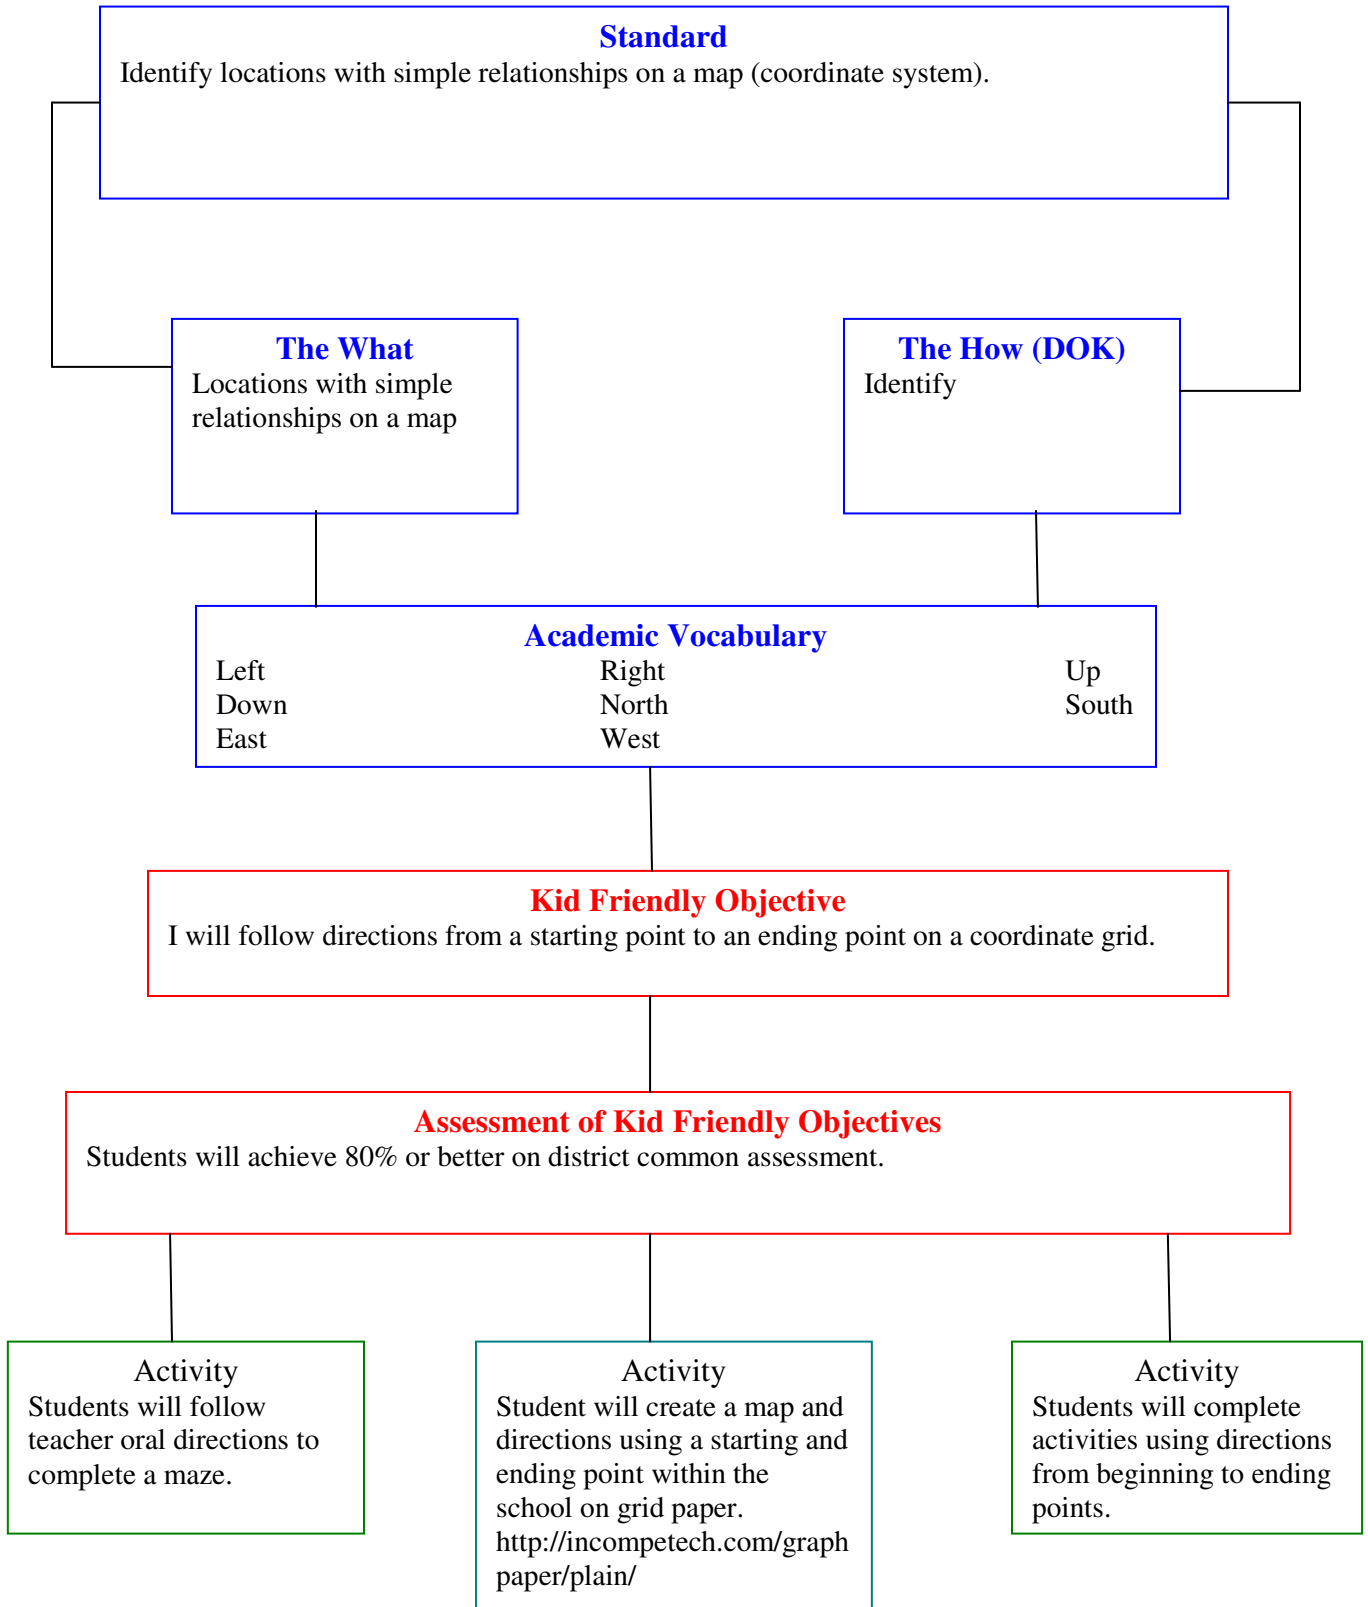 Standard
Identify locations with simple relationships on a map (coordinate system).
The What
Locations with simple
relationships on a map
The How (DOK)
Identify
Academic Vocabulary
Left Right Up
Down North South
East West
Kid Friendly Objective
I will follow directions from a starting point to an ending point on a coordinate grid.
Assessment of Kid Friendly Objectives
Students will achieve 80% or better on district common assessment.
Activity
Students will follow
teacher oral directions to
complete a maze.
Activity
Student will create a map and
directions using a starting and
ending point within the
school on grid paper.
http://incompetech.com/graph
paper/plain/
Activity
Students will complete
activities using directions
from beginning to ending
points.